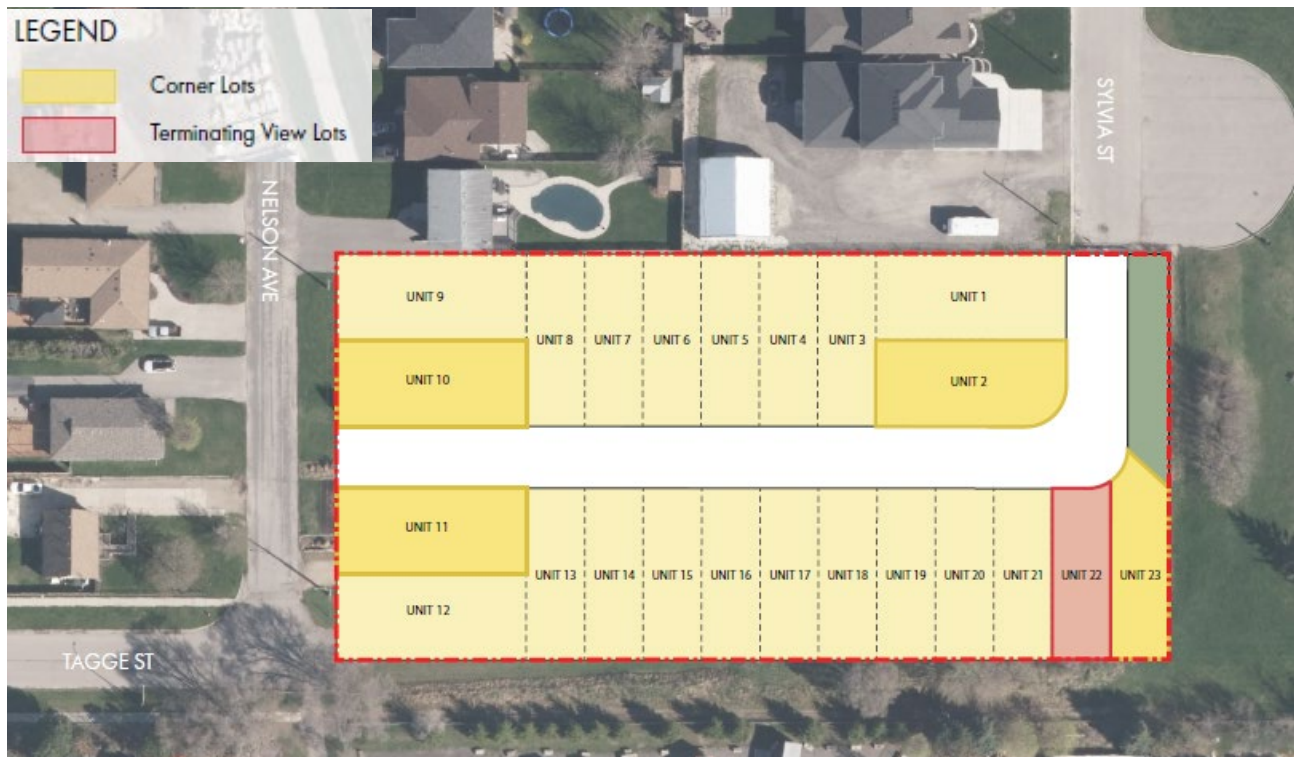 LEGEND
Corner Lots
Terminating View Lots
SYLVIA ST
NELSON AVE
UNIT 9
UNIT 1
UNIT 8
UNIT 7
UNIT 6
UNIT 5
UNIT 4
UNIT 3
UNIT 10
UNIT 2
UNIT 11
UNIT 13
UNIT 14
UNIT 15
UNIT 16
UNIT 17
UNIT 18
UNIT 19
UNIT 20
UNIT 21
UNIT 22
UNIT 23
UNIT 12
TAGGE ST